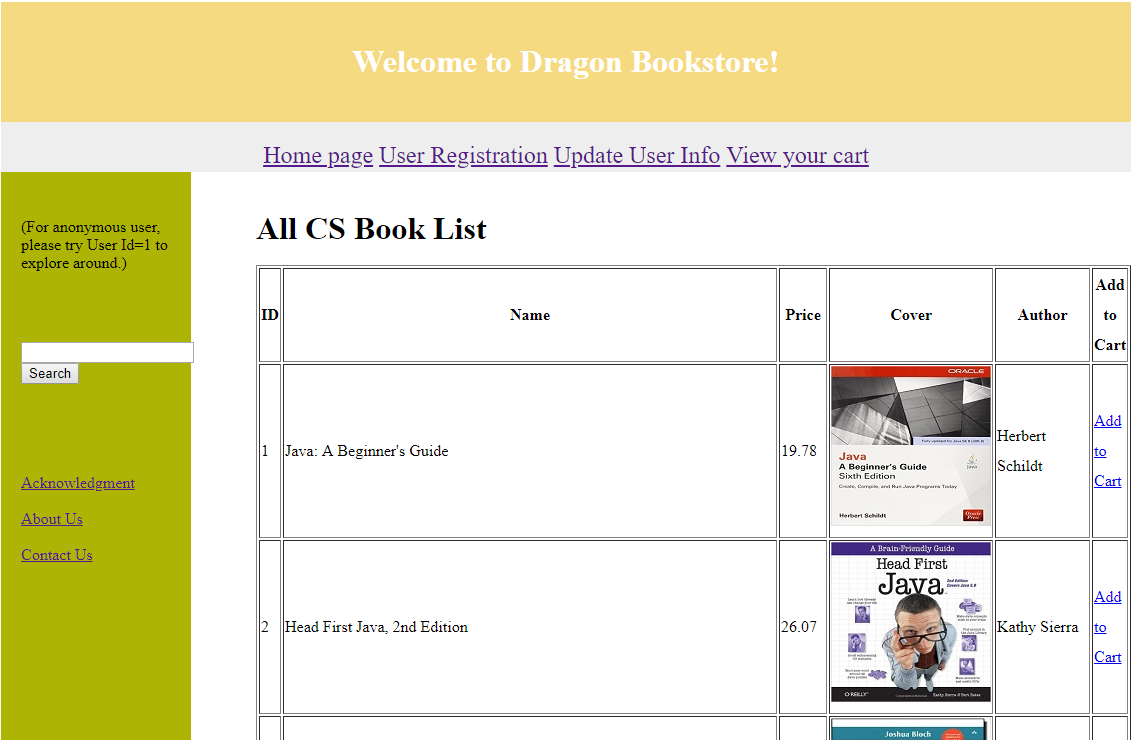 Welcome to Dragon Bookstore!
Home page User Registration Update User Info View your cart
(For anonymous user,
please try User Id=1 to
explore around.)
Search
Acknowledgment
About Us
Contact Us
All CS Book List
ID Name Price Cover Author Add
to
Cart
1 Java: A Beginner's Guide 19.78
ORACLE
Fully updated for Java SE 8 (JDK 8)
Java
A Beginner's Guide
Sixth Edition
Create, Compile, and Run Java Programs Today
Java
Herbert Schildt
Oracle
Press
Herbert
Schildt
Add
to
Cart
2 Head First Java, 2nd Edition 26.07
A Brain-Friendly Guide
Head First
Java
2nd Edition
Covers Java 5.0
O'REILLY
Kathy Sierra & Bert Bates
Kathy Sierra
Add
to
Cart
Joshua Bloch